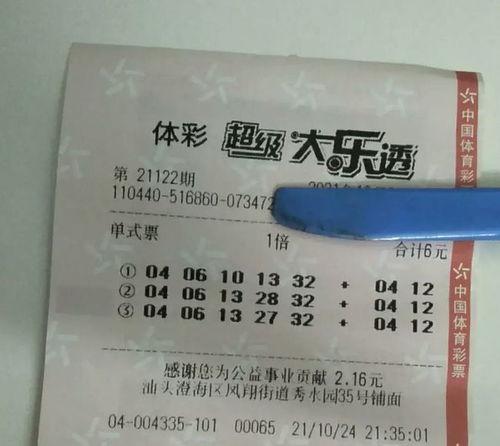 体彩 超级大乐透
第 21122期
110440-516860-073472
单式票 1倍 合计6元
① 04 06 10 13 32 + 04 12
② 04 06 13 28 32 + 04 12
③ 04 06 13 27 32 + 04 12
感谢您为公益事业贡献 2.16元
汕头澄海区凤翔街道秀水园35号铺面
04-004335-101 00065 21/10/24 21:35:01
中国体育彩
中国体育彩票